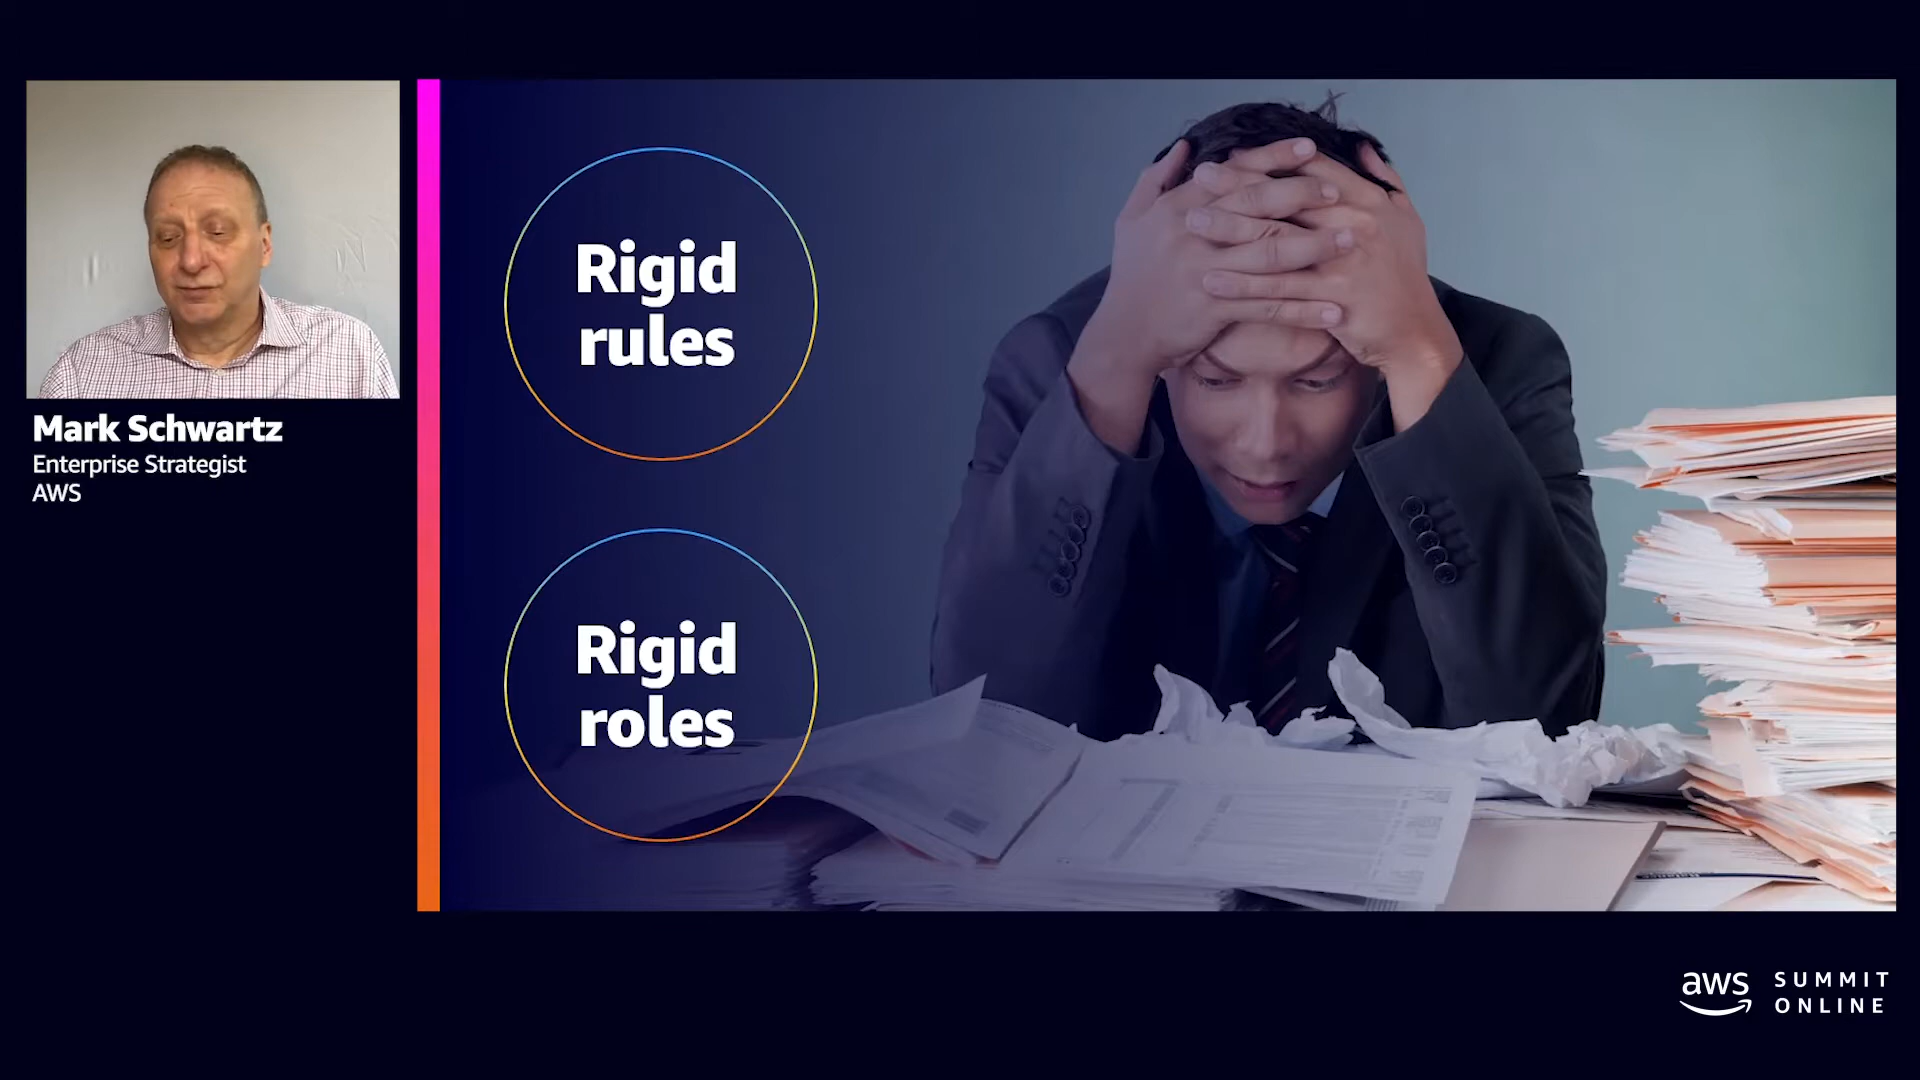 Mark Schwartz
Enterprise Strategist
AWS
Rigid
rules
Rigid
roles
aws
SUMMIT
ONLINE